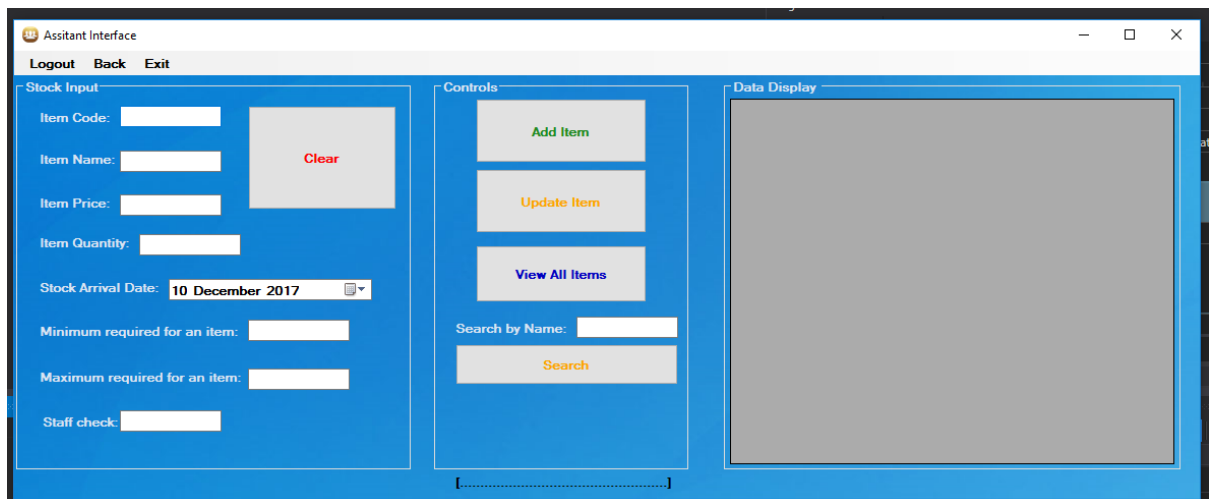 Assitant Interface
Logout Back Exit
Stock Input
Item Code:
Clear
Item Name:
Item Price:
Item Quantity:
Stock Arrival Date: 10 December 2017
Minimum required for an item:
Maximum required for an item:
Staff check:
Controls
Add Item
Update Item
View All Items
Search by Name:
Search
Data Display
[..................................................]